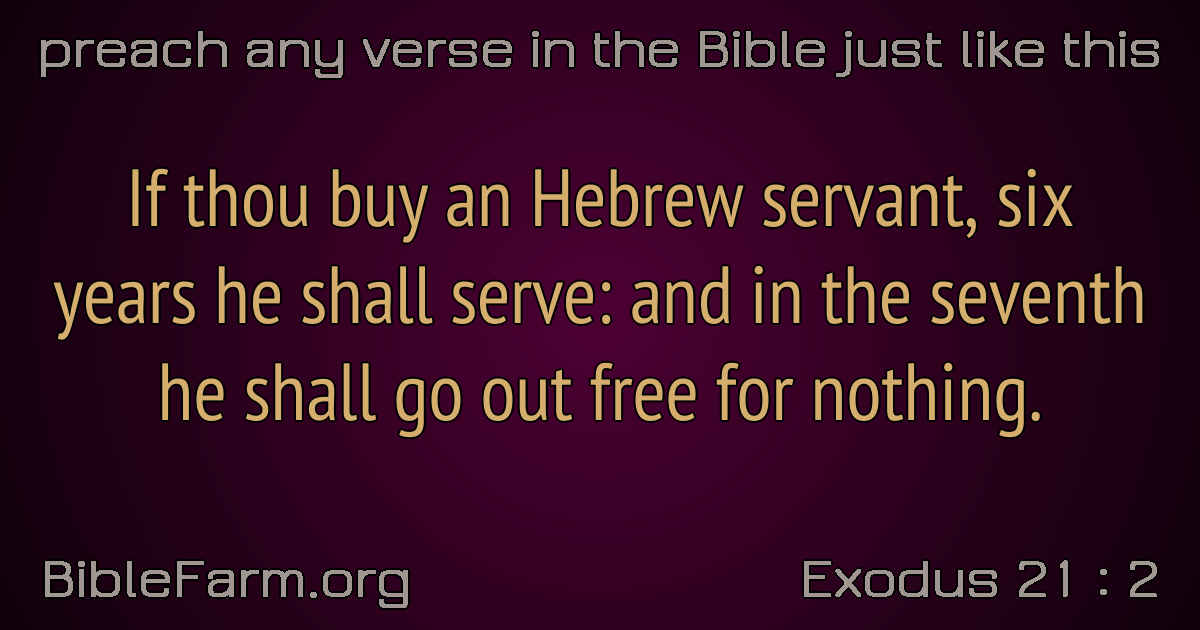 preach any verse in the Bible just like this
If thou buy an Hebrew servant, six
years he shall serve: and in the seventh
he shall go out free for nothing.
BibleFarm.org
Exodus 21 : 2